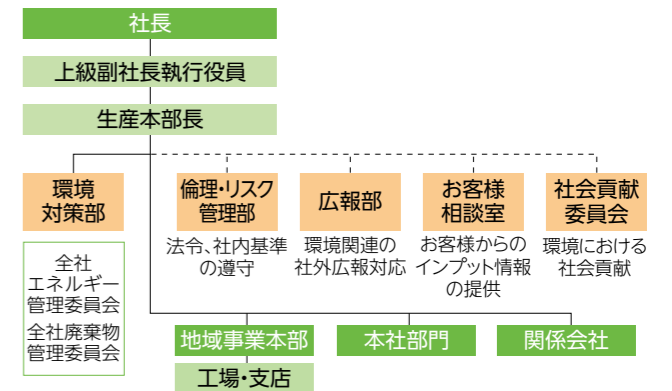 社長
上級副社長執行役員
生産本部長
環境
対策部
倫理・リスク
管理部
広報部
お客様
相談室
社会貢献
委員会
法令、社内基準
の遵守
環境関連の
社外広報対応
お客様からの
インプット情報
の提供
環境における
社会貢献
全社
エネルギー
管理委員会
全社廃棄物
管理委員会
地域事業本部
本社部門
関係会社
工場・支店